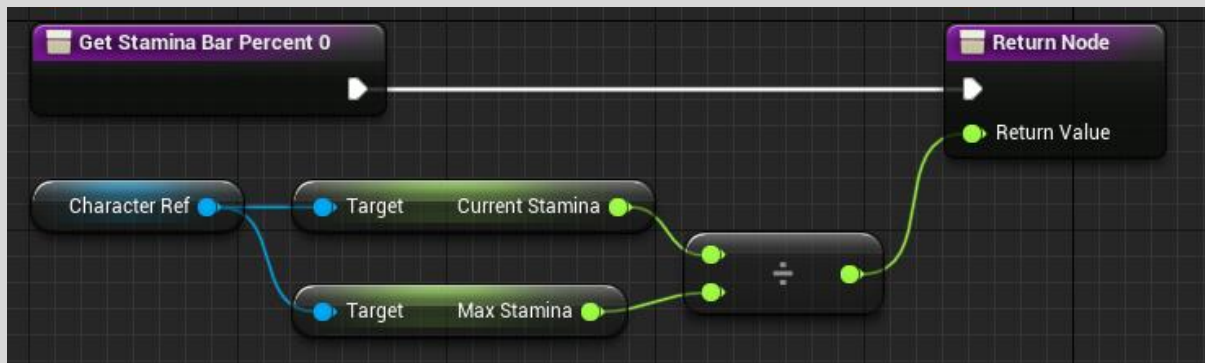 Get Stamina Bar Percent 0
Return Node
Return Value
Character Ref
Target Current Stamina
÷
Target Max Stamina